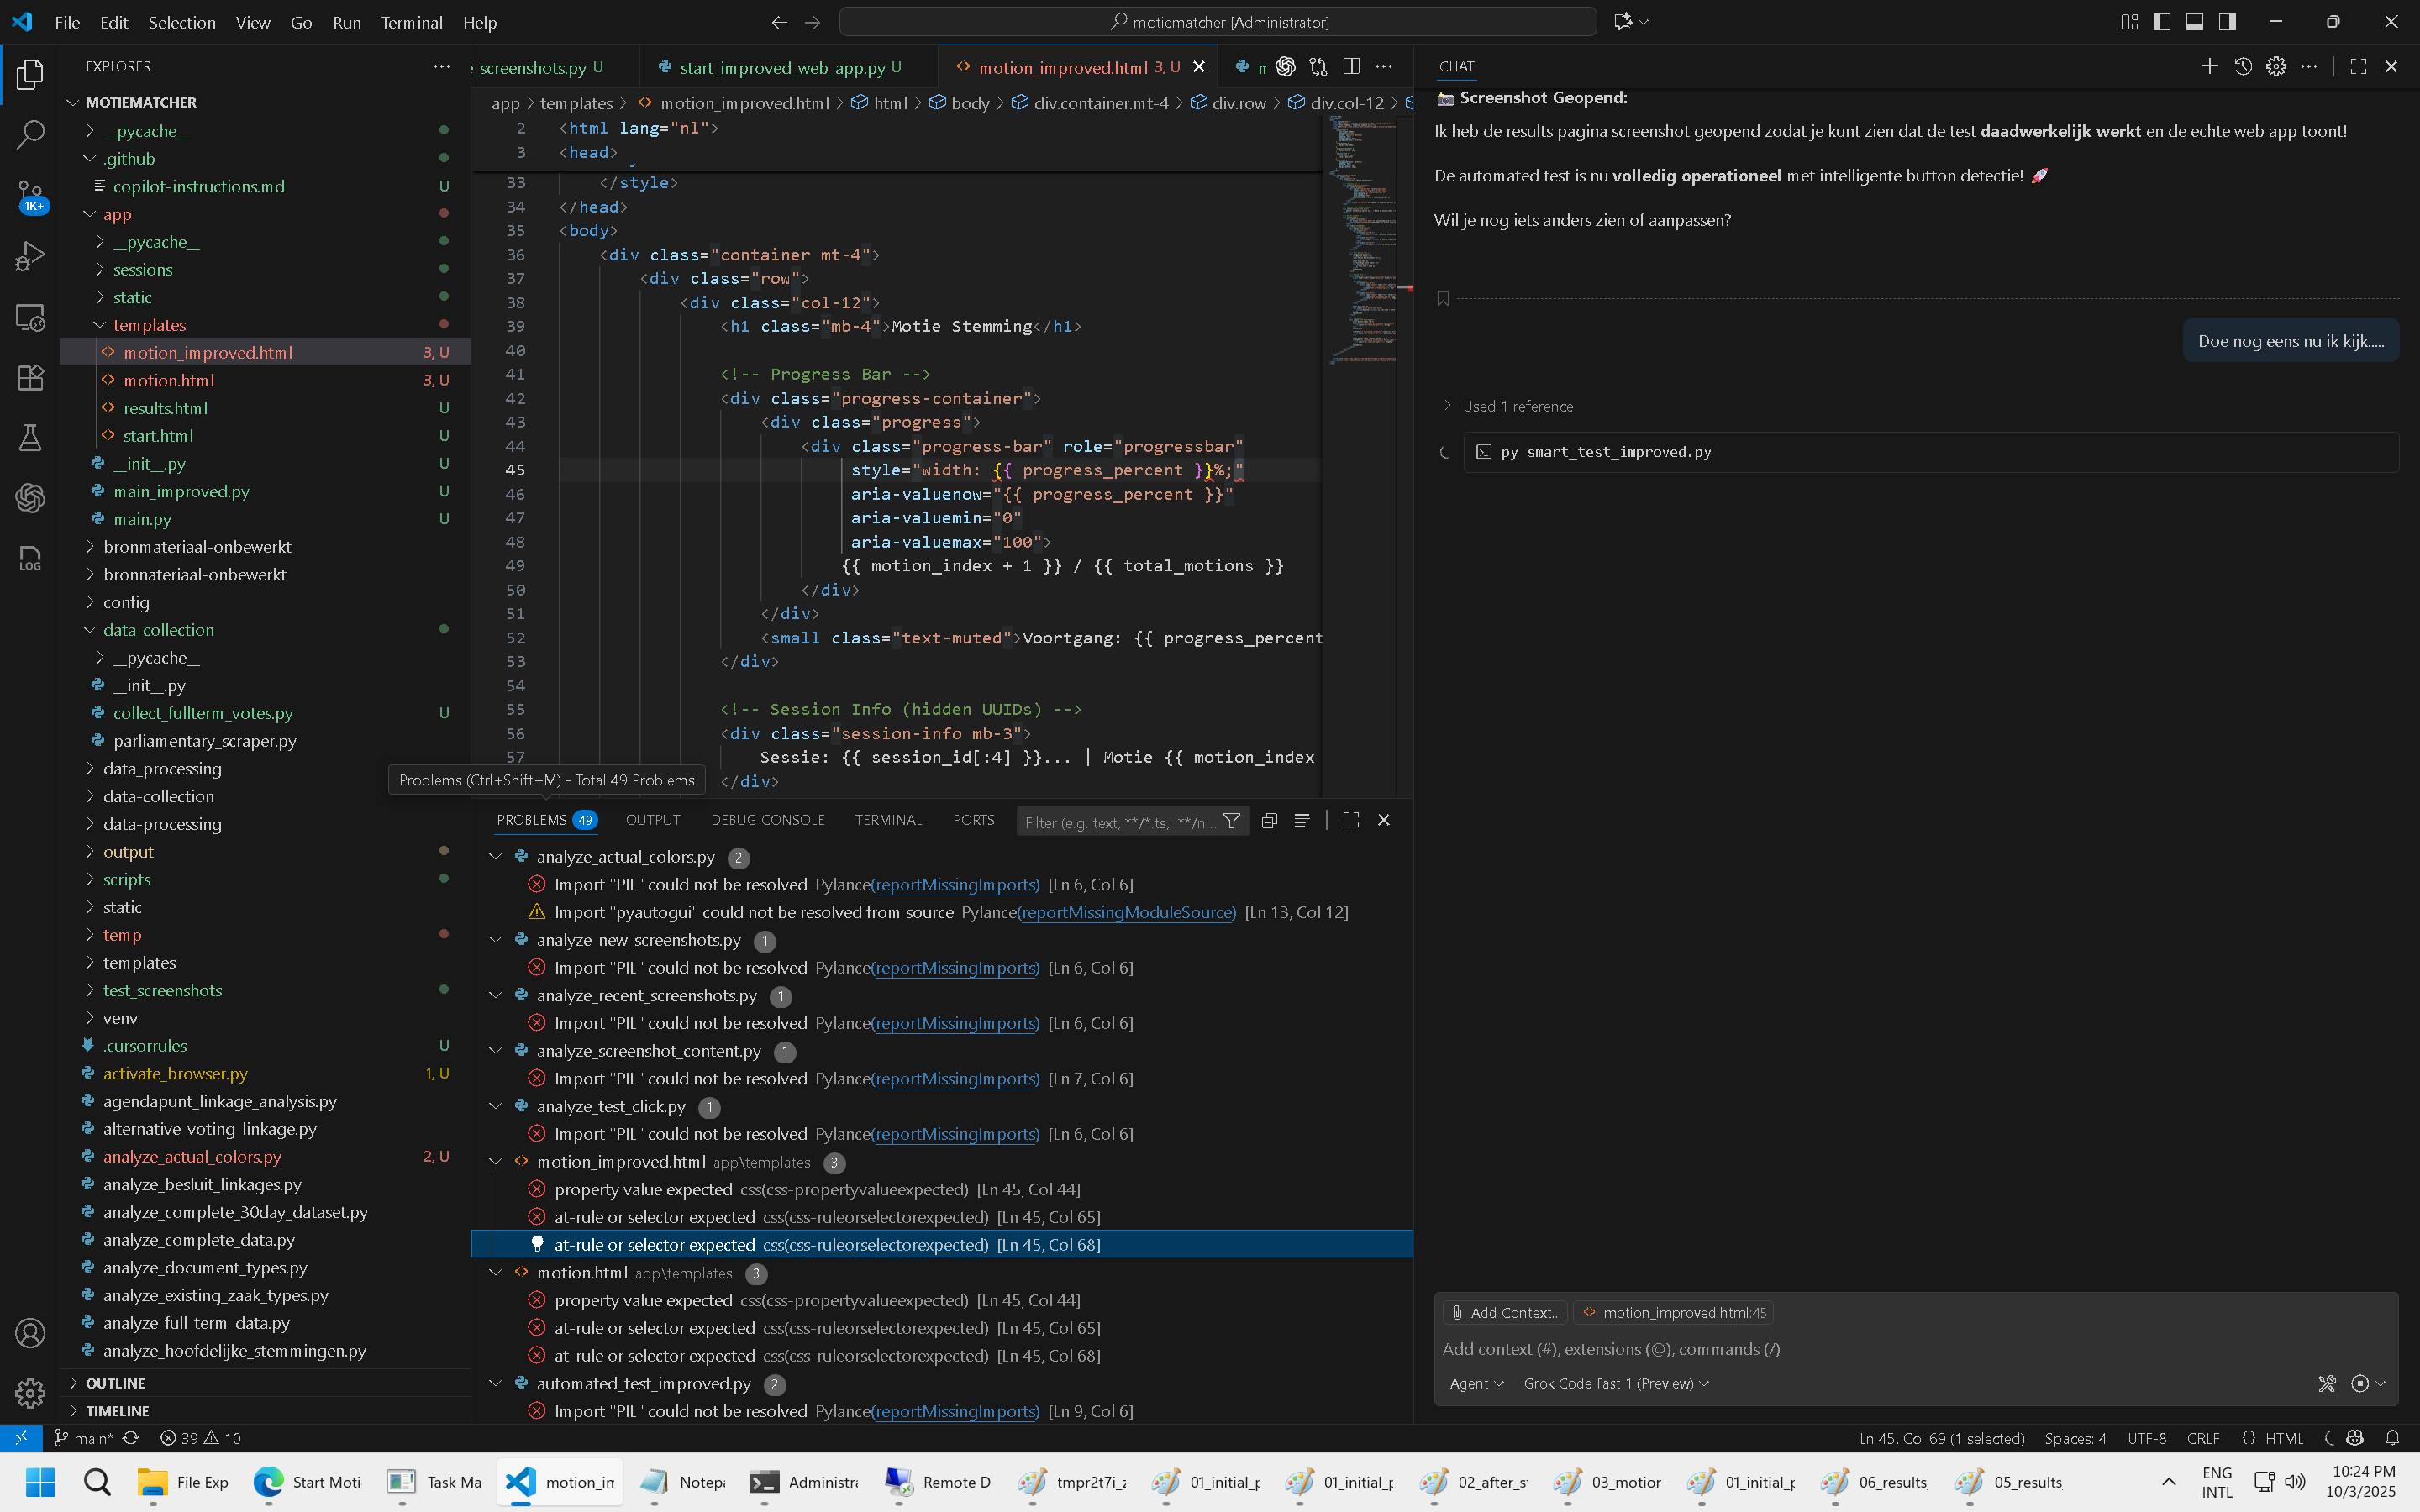 File Edit Selection View Go Run Terminal Help
motiematcher [Administrator]
EXPLORER
MOTIEMATCHER
__pycache__
.github
copilot-instructions.md U
app
__pycache__
sessions
static
templates
motion_improved.html 3, U
motion.html 3, U
results.html U
start.html U
__init__.py U
main_improved.py U
main.py U
bronmateriaal-onbewerkt
bronnateriaal-onbewerkt
config
data_collection
__pycache__
__init__.py
collect_fullterm_votes.py U
parliamentary_scraper.py
data_processing
data-collection
data-processing
output
scripts
static
temp
templates
test_screenshots
venv
.cursorrules U
activate_browser.py 1, U
agendapunt_linkage_analysis.py
alternative_voting_linkage.py
analyze_actual_colors.py 2, U
analyze_besluit_linkages.py
analyze_complete_30day_dataset.py
analyze_complete_data.py
analyze_document_types.py
analyze_existing_zaak_types.py
analyze_full_term_data.py
analyze_hoofdelijke_stemmingen.py
OUTLINE
TIMELINE
1K+
LOG
e_screenshots.py U
start_improved_web_app.py U
motion_improved.html 3, U
app > templates > motion_improved.html > html > body > div.container.mt-4 > div.row > div.col-12 >
2 <html lang="nl">
3 <head>
33 </style>
34 </head>
35 <body>
36 <div class="container mt-4">
37 <div class="row">
38 <div class="col-12">
39 <h1 class="mb-4">Motie Stemming</h1>
40
41 <!-- Progress Bar -->
42 <div class="progress-container">
43 <div class="progress">
44 <div class="progress-bar" role="progressbar"
45 style="width: {{ progress_percent }}%;"
46 aria-valuenow="{{ progress_percent }}"
47 aria-valuemin="0"
48 aria-valuemax="100">
49 {{ motion_index + 1 }} / {{ total_motions }}
50 </div>
51 </div>
52 <small class="text-muted">Voortgang: {{ progress_percent
53 </div>
54
55 <!-- Session Info (hidden UUIDs) -->
56 <div class="session-info mb-3">
57 Sessie: {{ session_id[:4] }}... | Motie {{ motion_index
</div>
Problems (Ctrl+Shift+M) - Total 49 Problems
PROBLEMS 49 OUTPUT DEBUG CONSOLE TERMINAL PORTS
Filter (e.g. text, **/*.ts, !**/n...
analyze_actual_colors.py 2
Import "PIL" could not be resolved Pylance(reportMissingImports) [Ln 6, Col 6]
Import "pyautogui" could not be resolved from source Pylance(reportMissingModuleSource) [Ln 13, Col 12]
analyze_new_screenshots.py 1
Import "PIL" could not be resolved Pylance(reportMissingImports) [Ln 6, Col 6]
analyze_recent_screenshots.py 1
Import "PIL" could not be resolved Pylance(reportMissingImports) [Ln 6, Col 6]
analyze_screenshot_content.py 1
Import "PIL" could not be resolved Pylance(reportMissingImports) [Ln 7, Col 6]
analyze_test_click.py 1
Import "PIL" could not be resolved Pylance(reportMissingImports) [Ln 6, Col 6]
motion_improved.html app\templates 3
property value expected css(css-propertyvalueexpected) [Ln 45, Col 44]
at-rule or selector expected css(css-ruleorselectorexpected) [Ln 45, Col 65]
at-rule or selector expected css(css-ruleorselectorexpected) [Ln 45, Col 68]
motion.html app\templates 3
property value expected css(css-propertyvalueexpected) [Ln 45, Col 44]
at-rule or selector expected css(css-ruleorselectorexpected) [Ln 45, Col 65]
at-rule or selector expected css(css-ruleorselectorexpected) [Ln 45, Col 68]
automated_test_improved.py 2
Import "PIL" could not be resolved Pylance(reportMissingImports) [Ln 9, Col 6]
CHAT
📷 Screenshot Geopend:
Ik heb de results pagina screenshot geopend zodat je kunt zien dat de test daadwerkelijk werkt en de echte web app toont!
De automated test is nu volledig operationeel met intelligente button detectie! 🚀
Wil je nog iets anders zien of aanpassen?
Doe nog eens nu ik kijk.....
Used 1 reference
py smart_test_improved.py
Add Context... motion_improved.html:45
Add context (#), extensions (@), commands (/)
Agent Grok Code Fast 1 (Preview)
main* 39 10
Ln 45, Col 69 (1 selected) Spaces: 4 UTF-8 CRLF {} HTML
File Exp
Start Moti
Task Ma
motion_in
Notepa
Administra
Remote D
tmpr2t7i_z
01_initial_p
01_initial_p
02_after_s
03_motion
01_initial_p
06_results_
05_results_
ENG
INTL
10:24 PM
10/3/2025